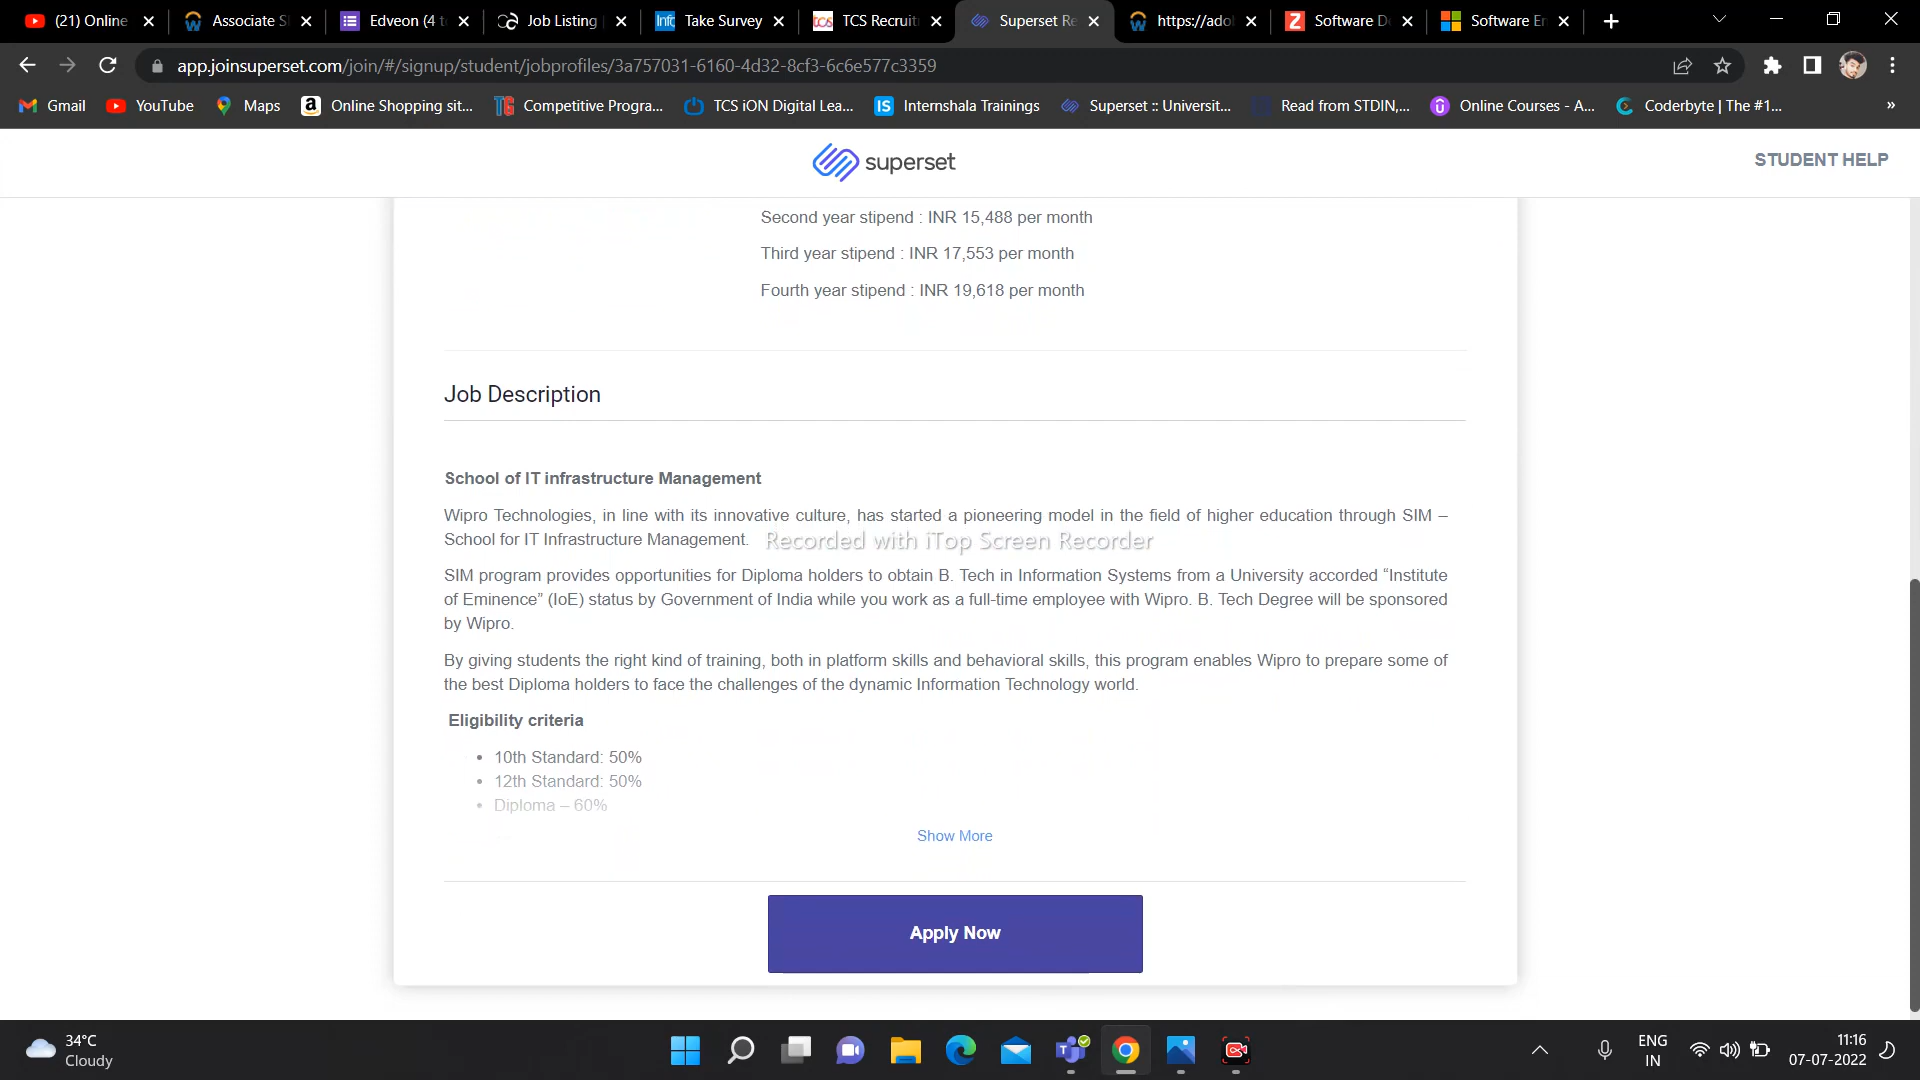 (21) Online
Associate S
Edveon (4 t
Job Listing
Take Survey
TCS Recruit
Superset Re
https://ado
Software D
Software En
app.joinsuperset.com/join/#/signup/student/jobprofiles/3a757031-6160-4d32-8cf3-6c6e577c3359
Gmail
YouTube
Maps
Online Shopping sit...
Competitive Progra...
TCS iON Digital Lea...
Internshala Trainings
Superset :: Universit...
Read from STDIN,...
Online Courses - A...
Coderbyte | The #1...
»
superset
STUDENT HELP
Second year stipend : INR 15,488 per month
Third year stipend : INR 17,553 per month
Fourth year stipend : INR 19,618 per month
Job Description
School of IT infrastructure Management
Wipro Technologies, in line with its innovative culture, has started a pioneering model in the field of higher education through SIM –
School for IT Infrastructure Management.
Recorded with iTop Screen Recorder
SIM program provides opportunities for Diploma holders to obtain B. Tech in Information Systems from a University accorded “Institute
of Eminence” (IoE) status by Government of India while you work as a full-time employee with Wipro. B. Tech Degree will be sponsored
by Wipro.
By giving students the right kind of training, both in platform skills and behavioral skills, this program enables Wipro to prepare some of
the best Diploma holders to face the challenges of the dynamic Information Technology world.
Eligibility criteria
• 10th Standard: 50%
• 12th Standard: 50%
• Diploma – 60%
Show More
Apply Now
34°C
Cloudy
ENG
IN
11:16
07-07-2022